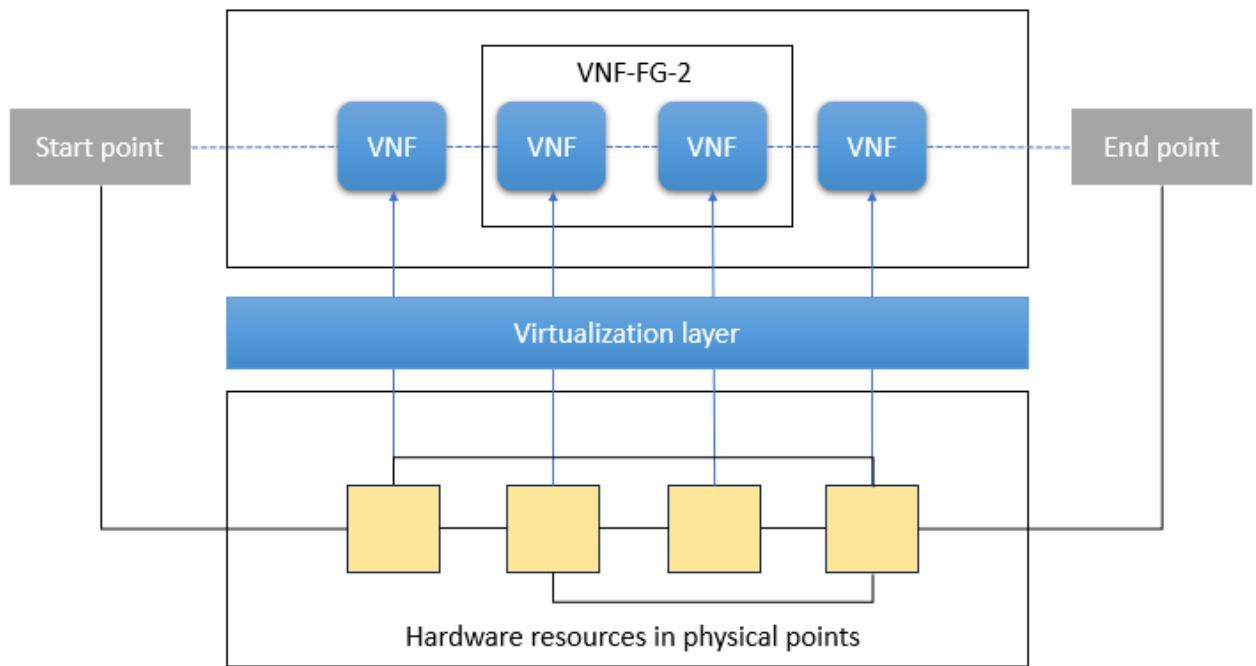 VNF-FG-2
Start point
VNF
VNF
VNF
VNF
End point
Virtualization layer
Hardware resources in physical points